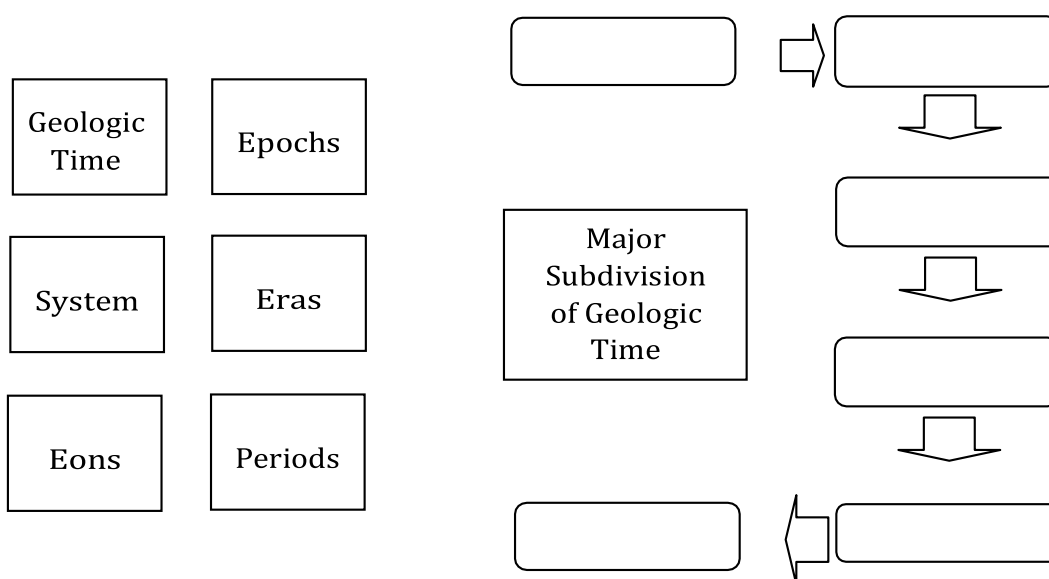 Geologic
Time
Epochs
System
Eras
Eons
Periods
Major
Subdivision
of Geologic
Time